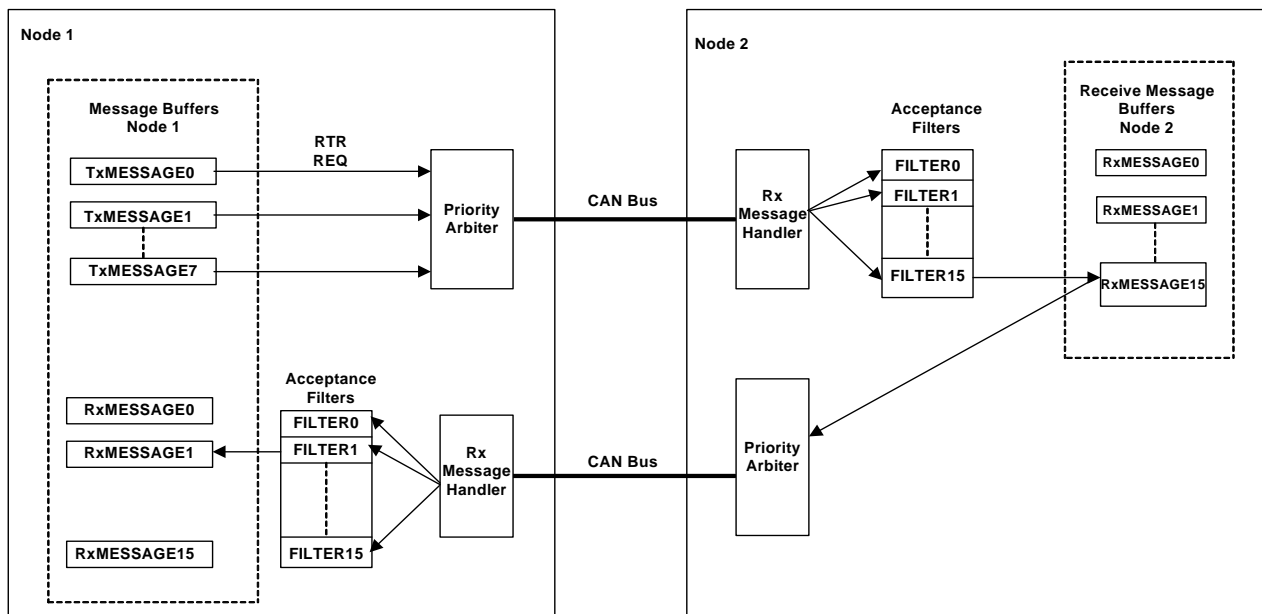 Node 1
Message Buffers
Node 1
TxMESSAGE0
TxMESSAGE1
TxMESSAGE7
RTR
REQ
Priority
Arbiter
CAN Bus
RxMESSAGE0
RxMESSAGE1
RxMESSAGE15
Acceptance
Filters
FILTER0
FILTER1
FILTER15
Rx
Message
Handler
CAN Bus
Node 2
Rx
Message
Handler
Acceptance
Filters
FILTER0
FILTER1
FILTER15
Receive Message
Buffers
Node 2
RxMESSAGE0
RxMESSAGE1
RxMESSAGE15
Priority
Arbiter